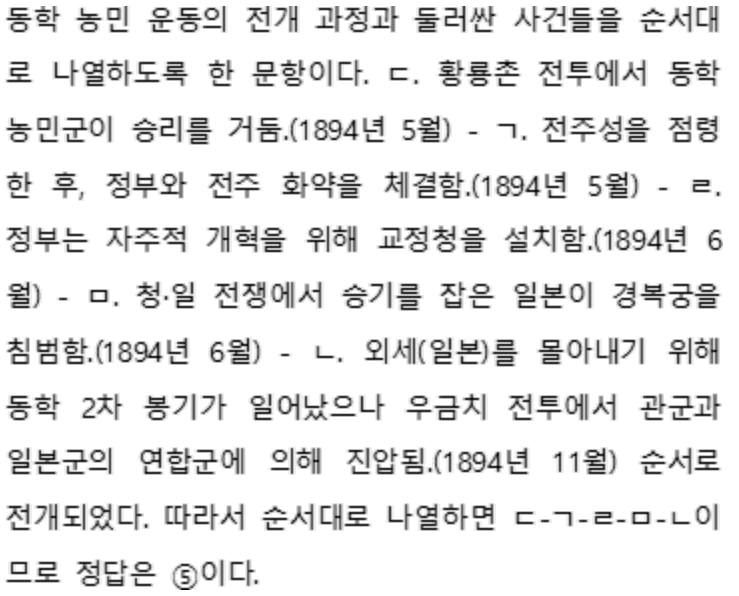 동학 농민 운동의 전개 과정과 둘러싼 사건들을 순서대
로 나열하도록 한 문항이다. ㄷ. 황룡촌 전투에서 동학
농민군이 승리를 거둠.(1894년 5월) - ㄱ. 전주성을 점령
한 후, 정부와 전주 화약을 체결함.(1894년 5월) - ㄹ.
정부는 자주적 개혁을 위해 교정청을 설치함.(1894년 6
월) - ㅁ. 청·일 전쟁에서 승기를 잡은 일본이 경복궁을
침범함.(1894년 6월) - ㄴ. 외세(일본)를 몰아내기 위해
동학 2차 봉기가 일어났으나 우금치 전투에서 관군과
일본군의 연합군에 의해 진압됨.(1894년 11월) 순서로
전개되었다. 따라서 순서대로 나열하면 ㄷ-ㄱ-ㄹ-ㅁ-ㄴ이
므로 정답은 ⑤이다.